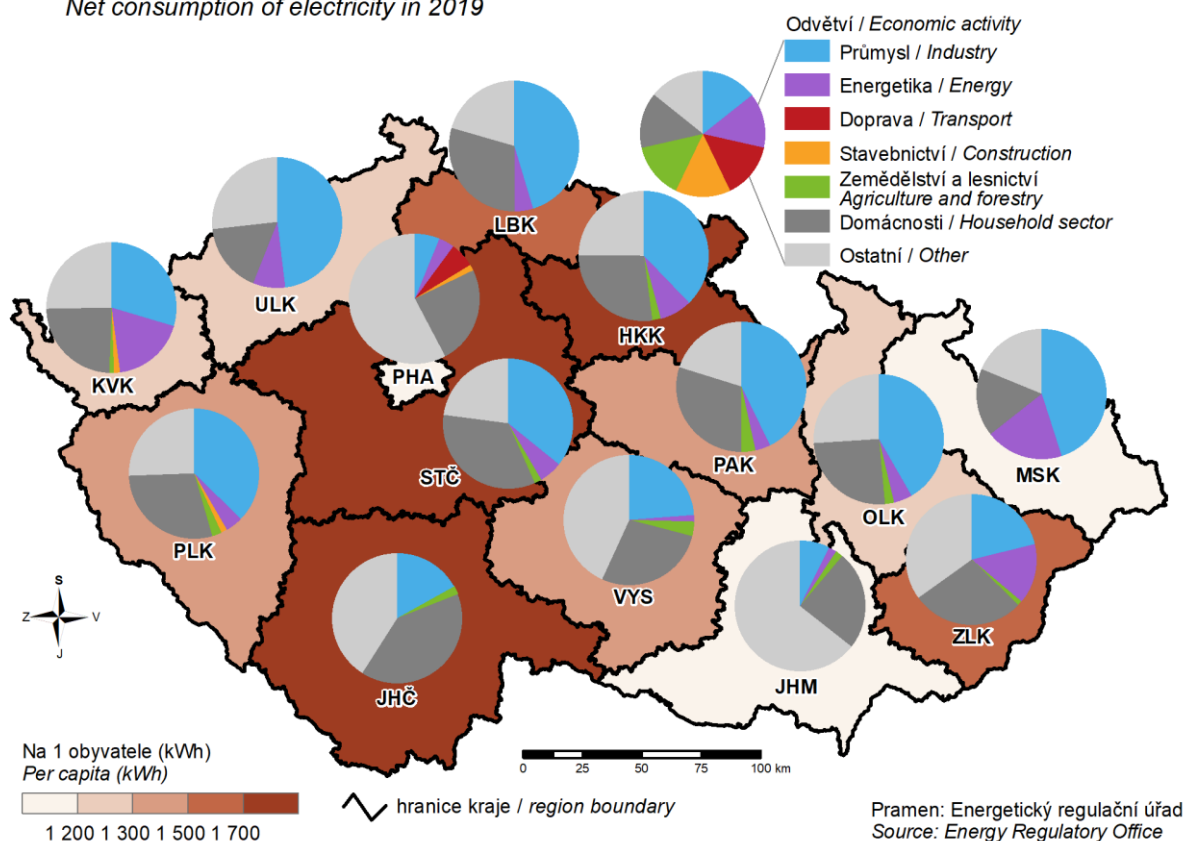 Net consumption of electricity in 2019
Odvětví / Economic activity
Průmysl / Industry
Energetika / Energy
Doprava / Transport
Stavebnictví / Construction
Zemědělství a lesnictví
Agriculture and forestry
Domácnosti / Household sector
Ostatní / Other
LBK
ULK
HKK
KVK
PHA
STČ
PAK
MSK
OLK
PLK
VYS
ZLK
JHČ
JHM
S
Z
V
J
Na 1 obyvatele (kWh)
Per capita (kWh)
1 200 1 300 1 500 1 700
0 25 50 75 100 km
hranice kraje / region boundary
Pramen: Energetický regulační úřad
Source: Energy Regulatory Office